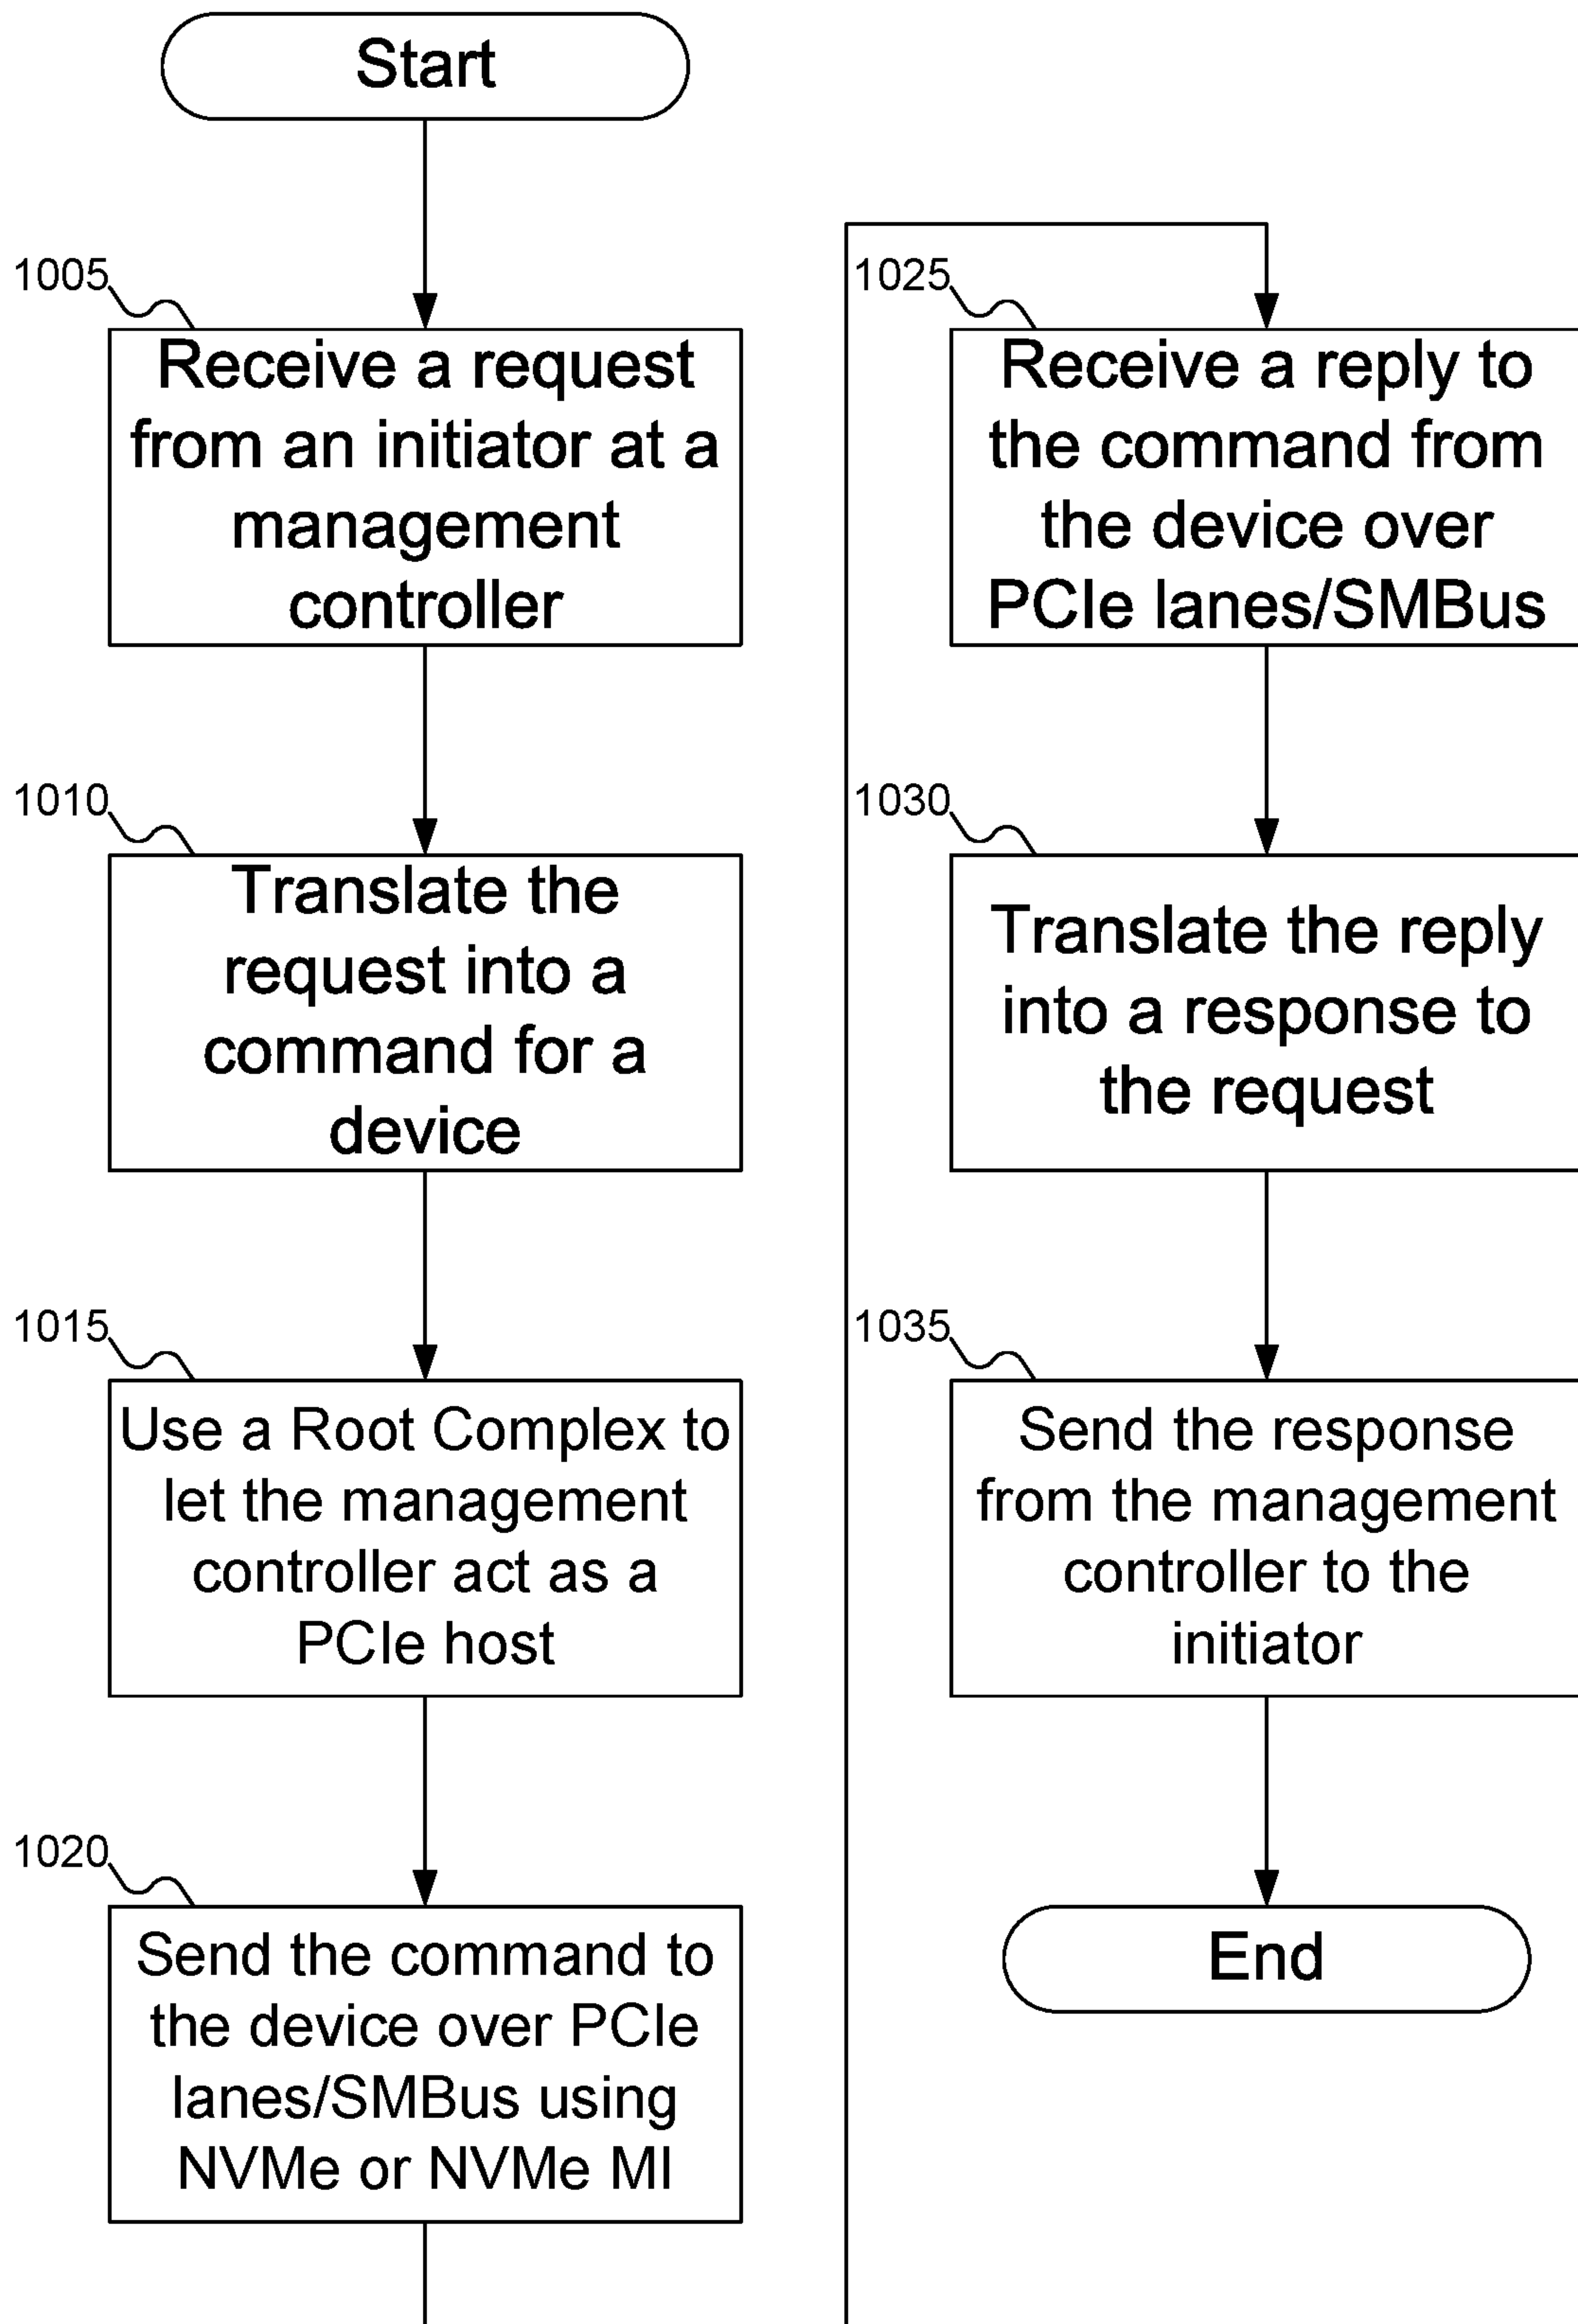 Start
1005
Receive a request
from an initiator at a
management
controller
1010
Translate the
request into a
command for a
device
1015
Use a Root Complex to
let the management
controller act as a
PCIe host
1020
Send the command to
the device over PCIe
lanes/SMBus using
NVMe or NVMe MI
1025
Receive a reply to
the command from
the device over
PCIe lanes/SMBus
1030
Translate the reply
into a response to
the request
1035
Send the response
from the management
controller to the
initiator
End